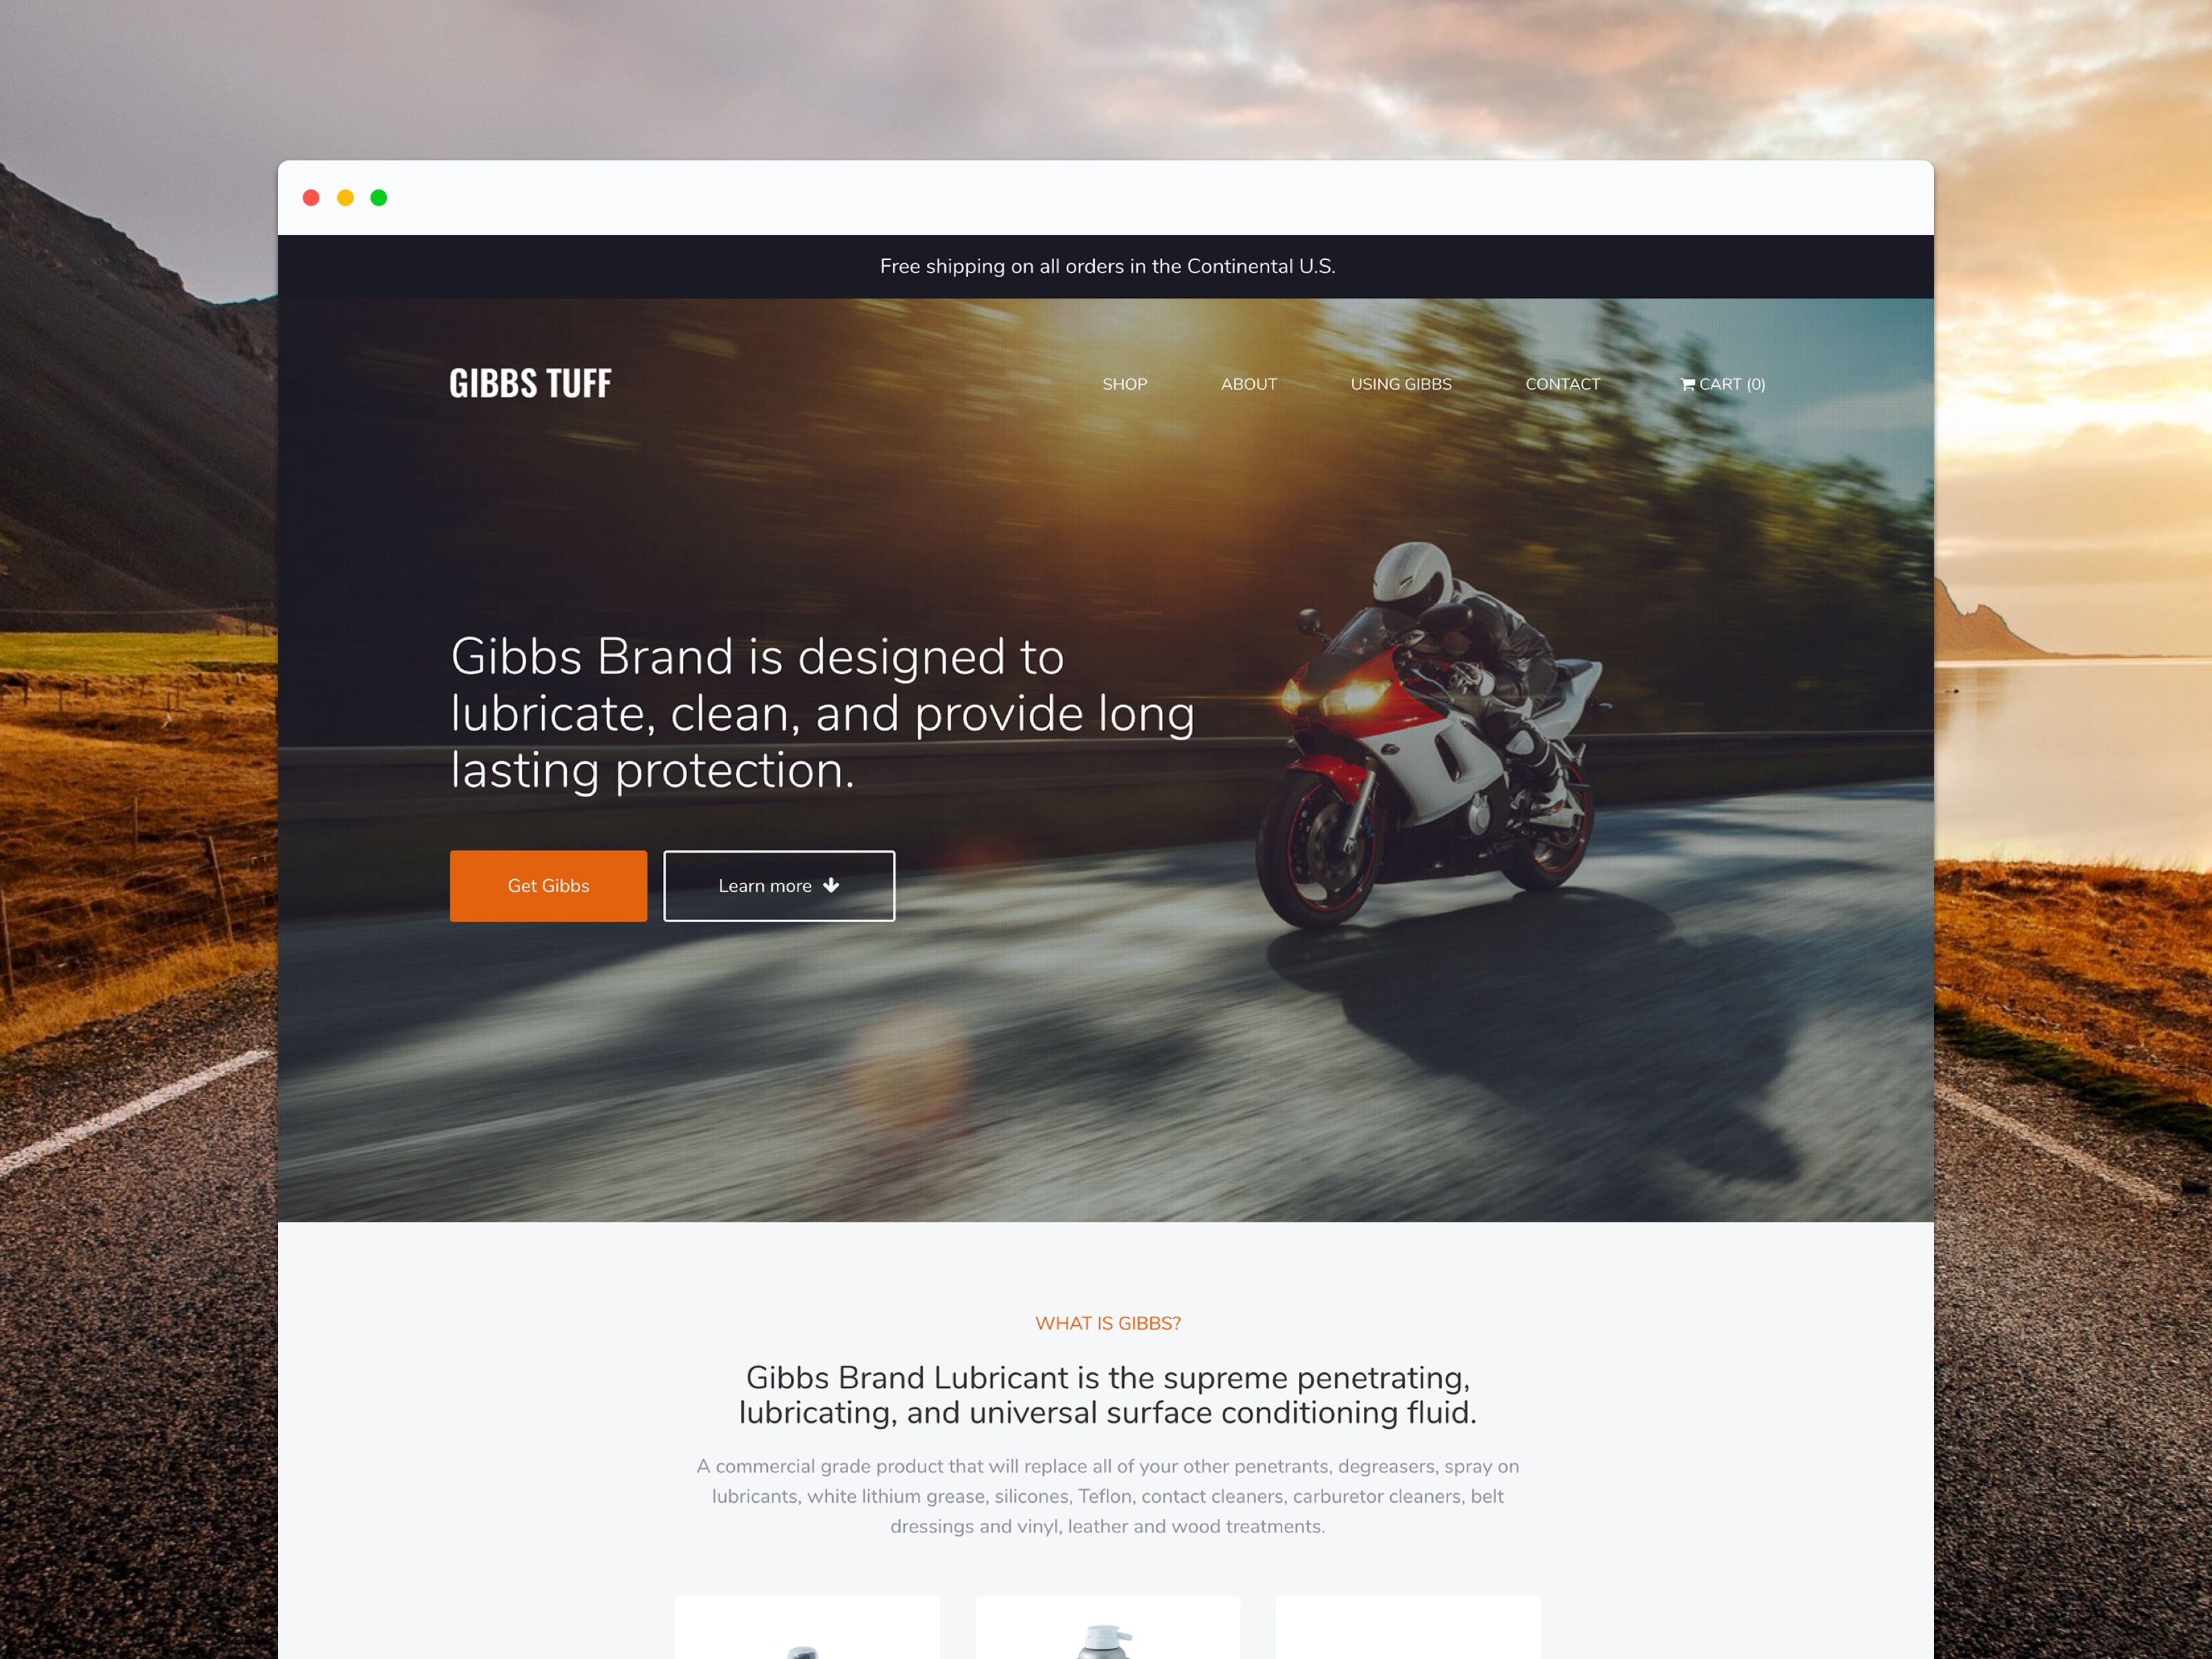 Free shipping on all orders in the Continental U.S.
GIBBS TUFF
SHOP ABOUT USING GIBBS CONTACT CART (0)
Gibbs Brand is designed to
lubricate, clean, and provide long
lasting protection.
Get Gibbs Learn more
WHAT IS GIBBS?
Gibbs Brand Lubricant is the supreme penetrating,
lubricating, and universal surface conditioning fluid.
A commercial grade product that will replace all of your other penetrants, degreasers, spray on
lubricants, white lithium grease, silicones, Teflon, contact cleaners, carburetor cleaners, belt
dressings and vinyl, leather and wood treatments.